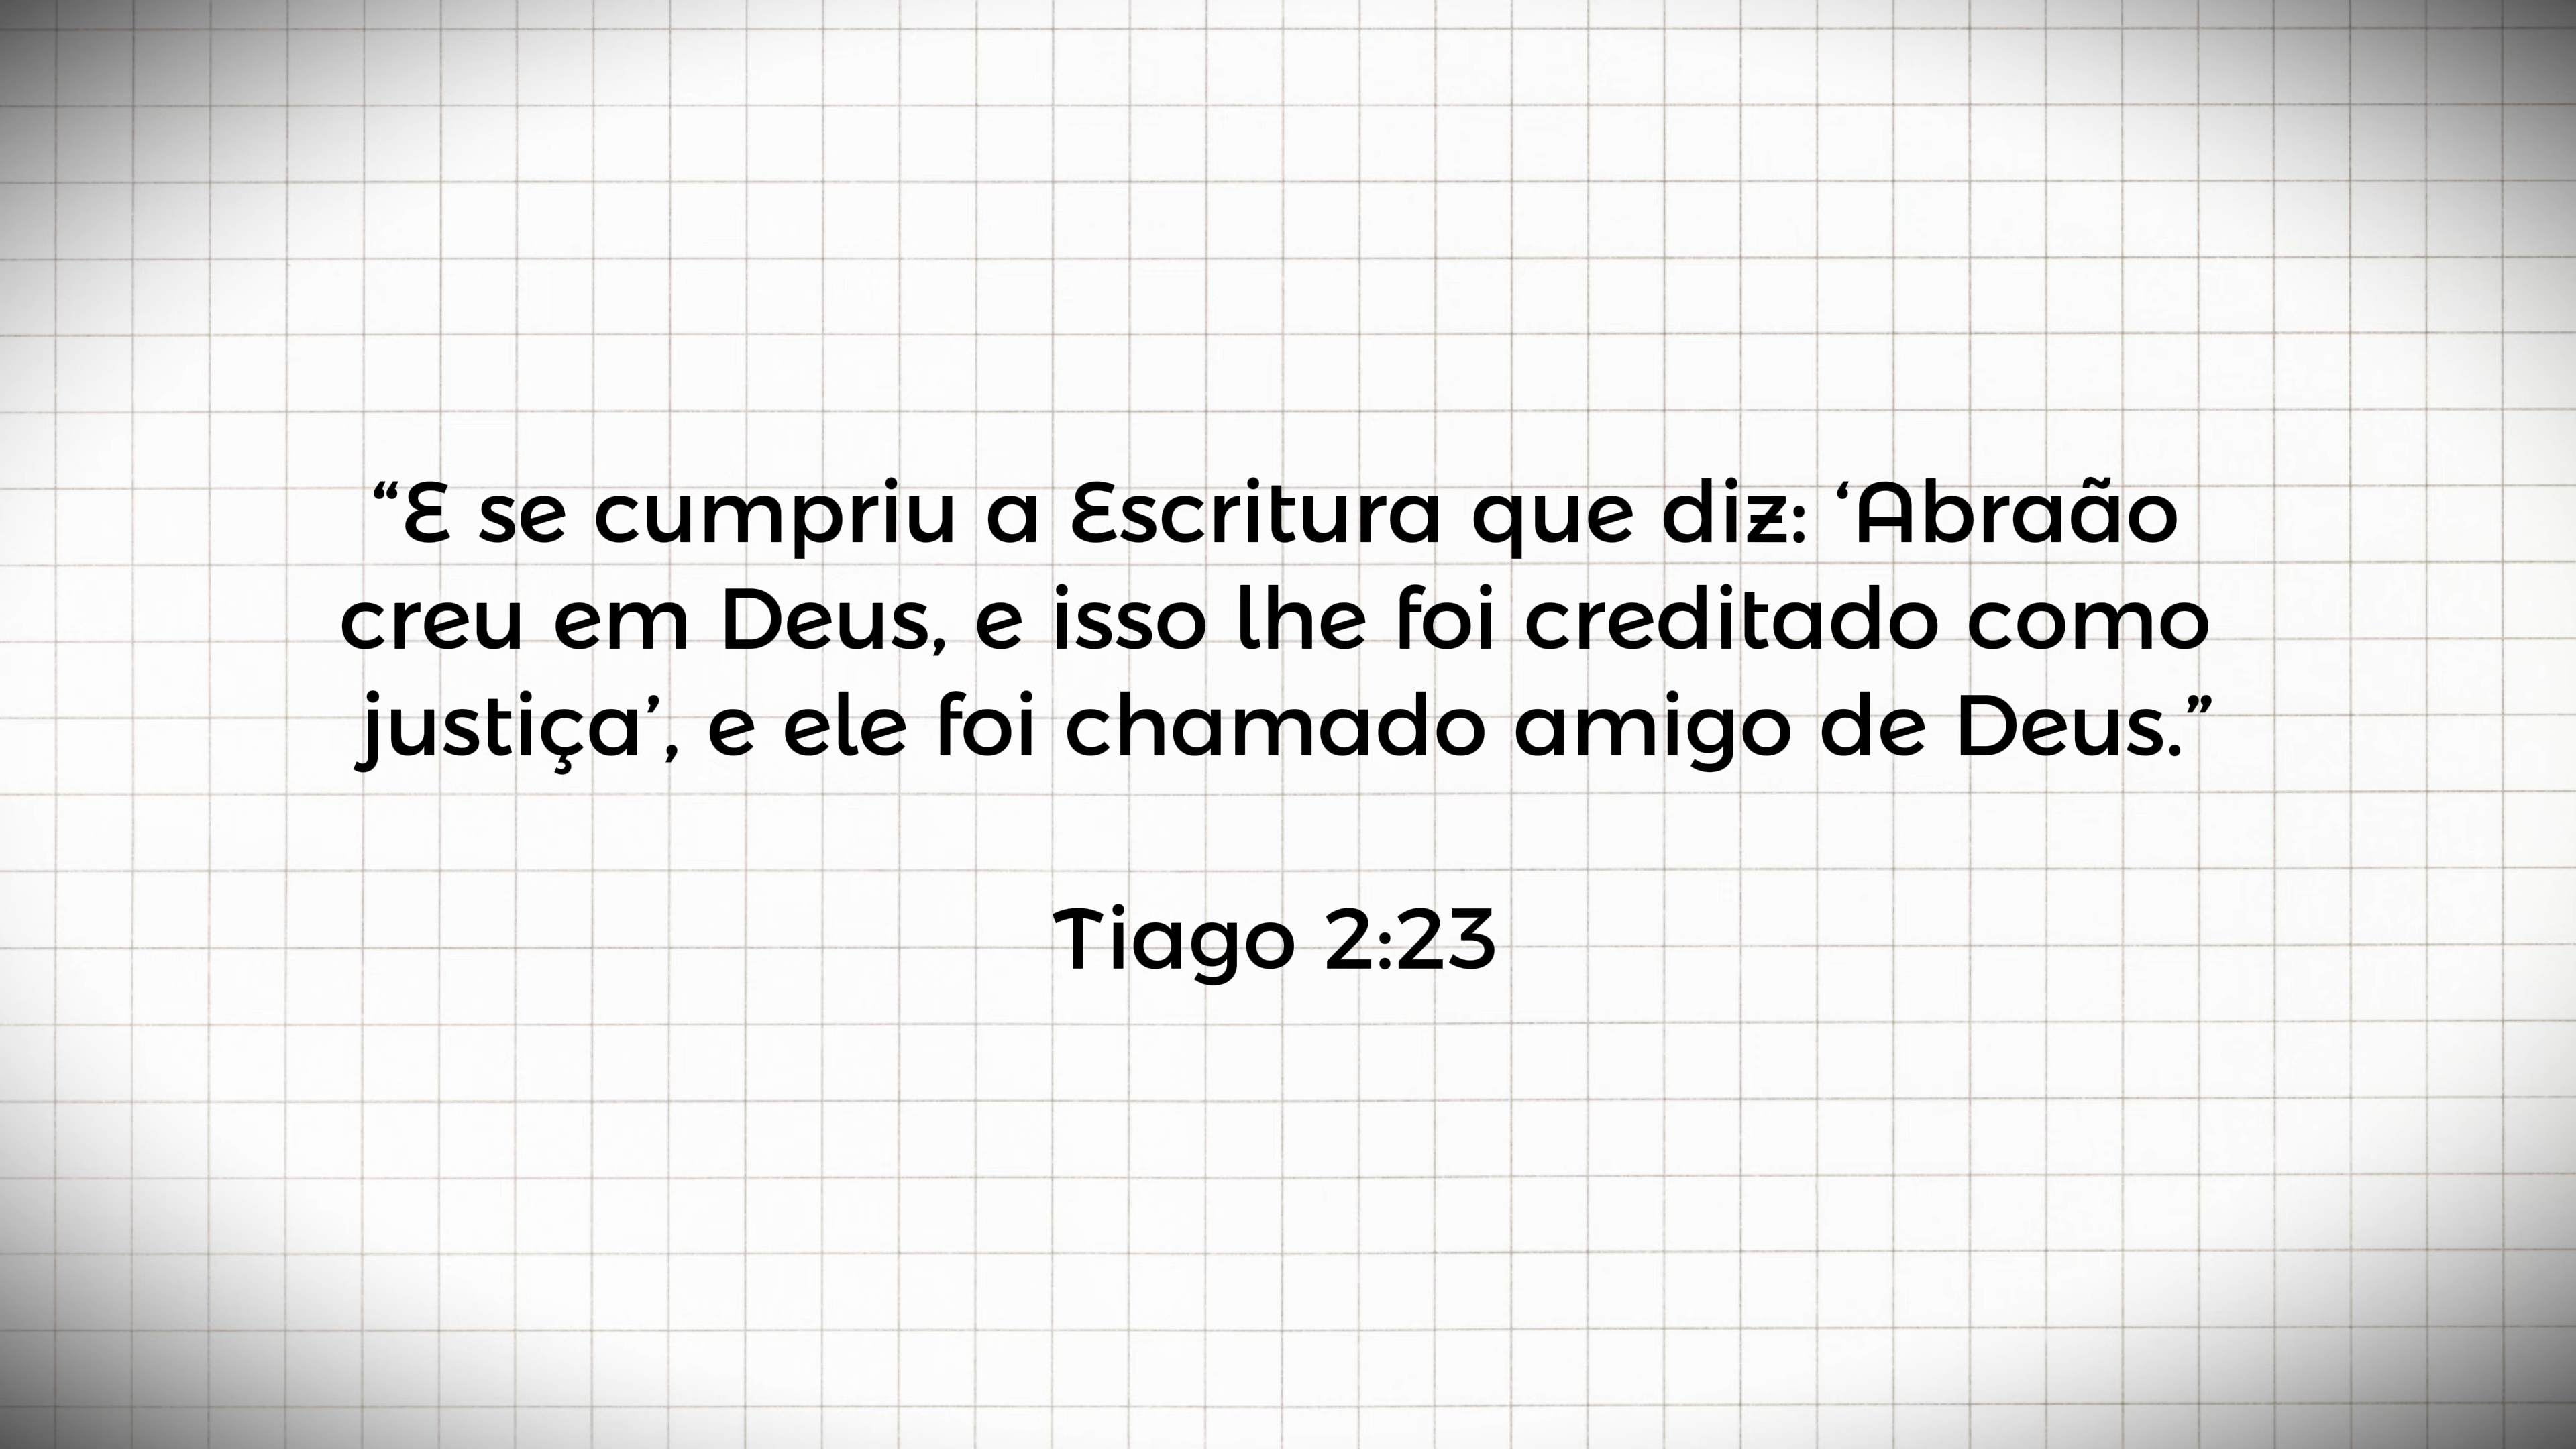 “E se cumpriu a Escritura que diz: ‘Abraão
creu em Deus, e isso lhe foi creditado como
justiça’, e ele foi chamado amigo de Deus.”
Tiago 2:23